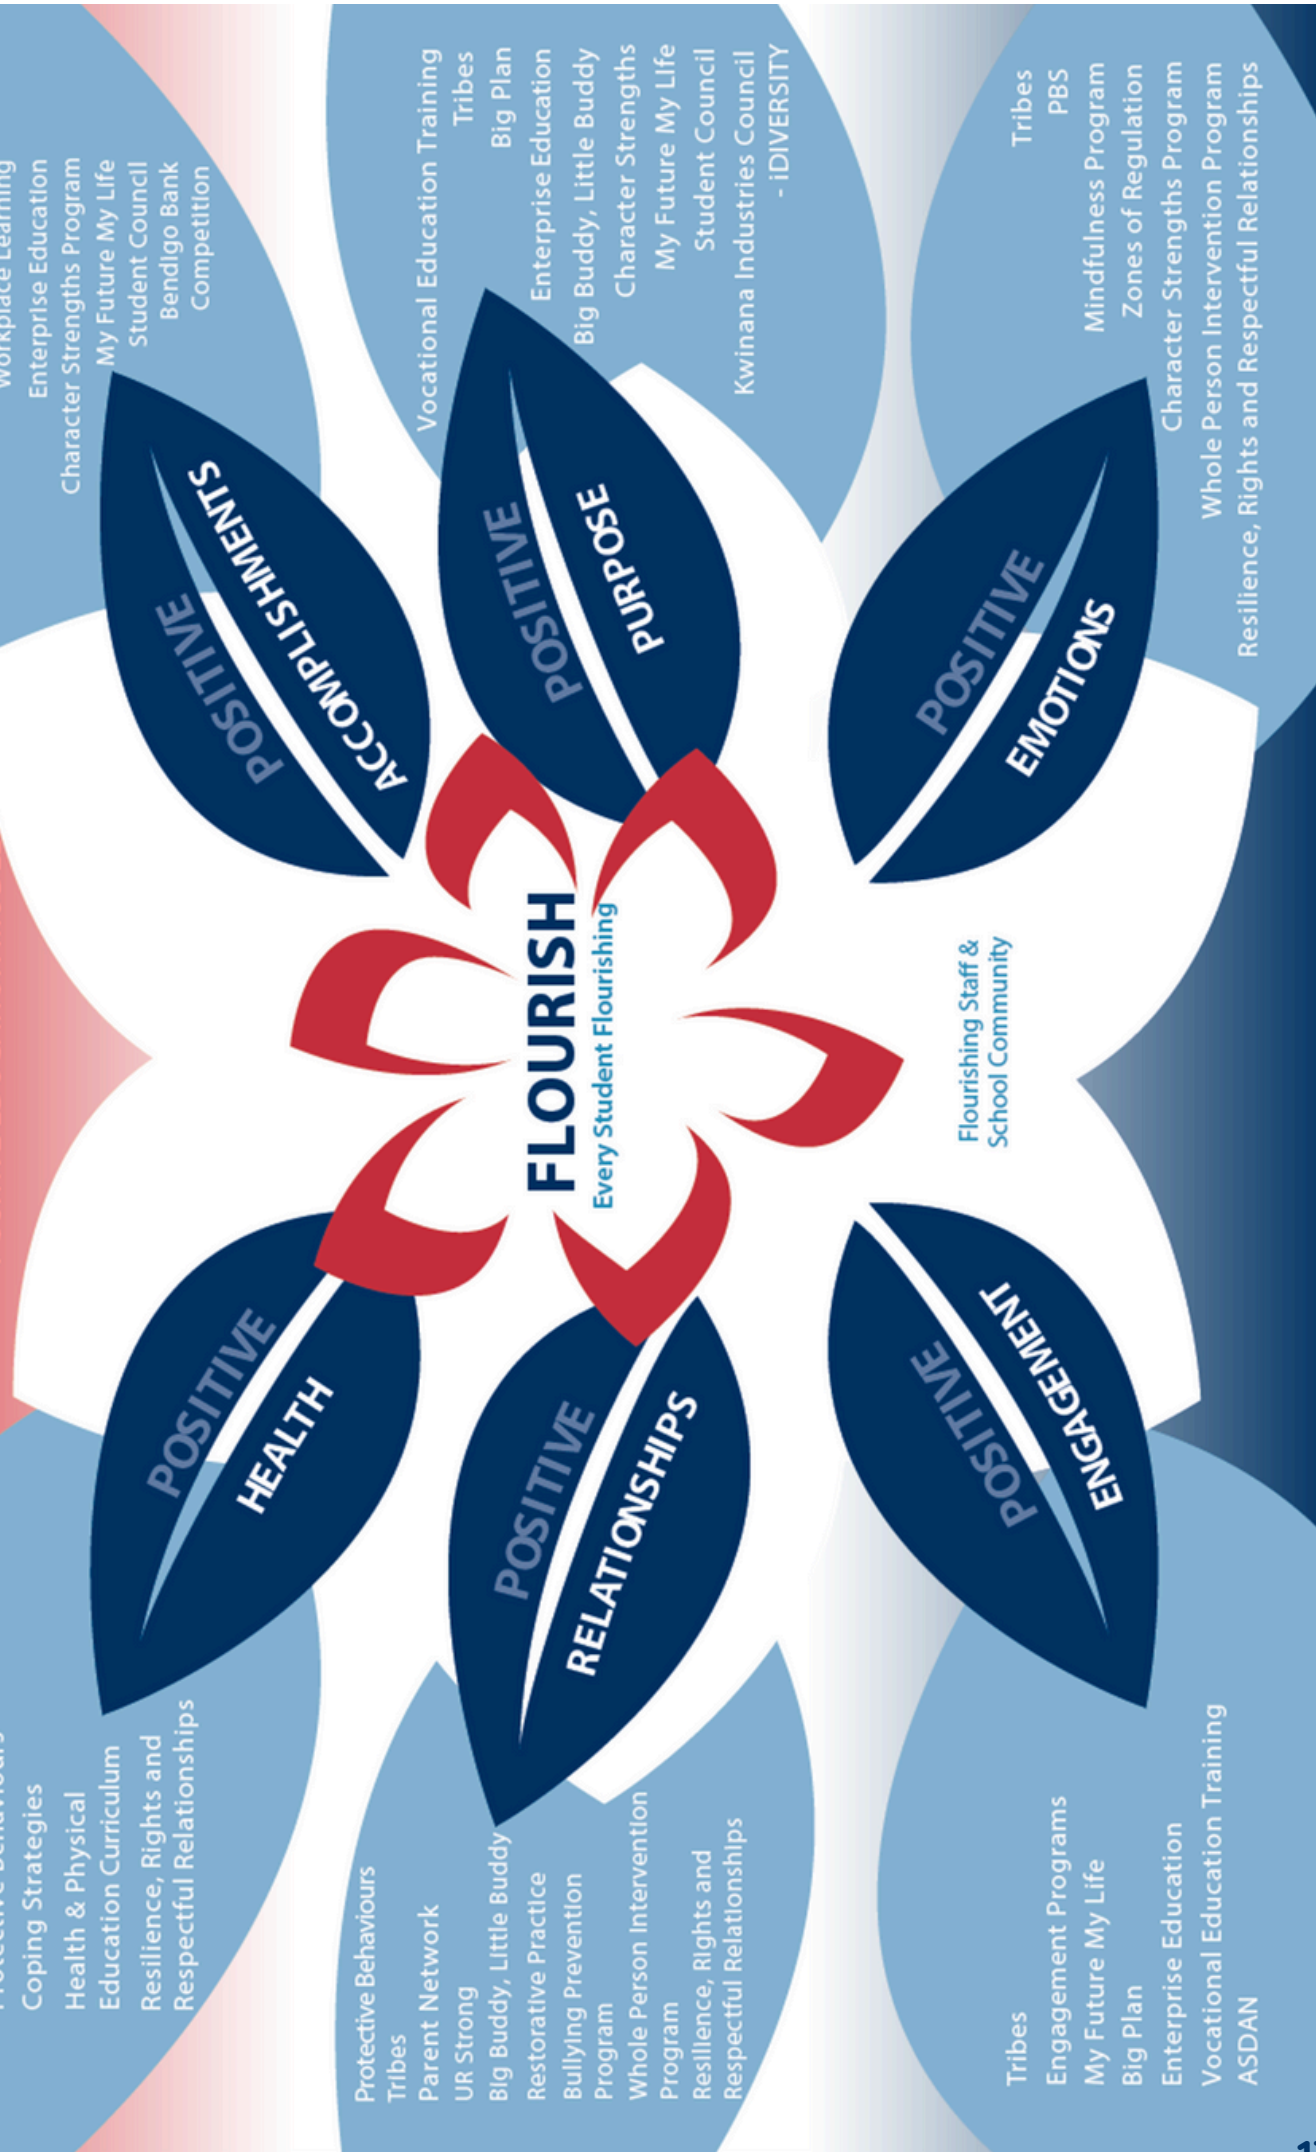 Coping Strategies
Health & Physical
Education Curriculum
Resilience, Rights and
Respectful Relationships
POSITIVE
HEALTH
Workplace Learning
Enterprise Education
Character Strengths Program
My Future My Life
Student Council
Bendigo Bank
Competition
POSITIVE
ACCCOMPLISHMENTS
Protective Behaviours
Tribes
Parent Network
UR Strong
Big Buddy, Little Buddy
Restorative Practice
Bullying Prevention
Program
Whole Person Intervention
Program
Resilience, Rights and
Respectful Relationships
POSITIVE
RELATIONSHIPS
FLOURISH
Every Student Flourishing
POSITIVE
PURPOSE
Vocational Education Training
Tribes
Big Plan
Enterprise Education
Big Buddy, Little Buddy
Character Strengths
My Future My LIfe
Student Council
Kwinana Industries Council
- iDIVERSITY
POSITIVE
ENGAGEMENT
Flourishing Staff &
School Community
POSITIVE
EMOTIONS
Tribes
Engagement Programs
My Future My Life
Big Plan
Enterprise Education
Vocational Education Training
ASDAN
Tribes
PBS
Mindfulness Program
Zones of Regulation
Character Strengths Program
Whole Person Intervention Program
Resilience, Rights and Respectful Relationships